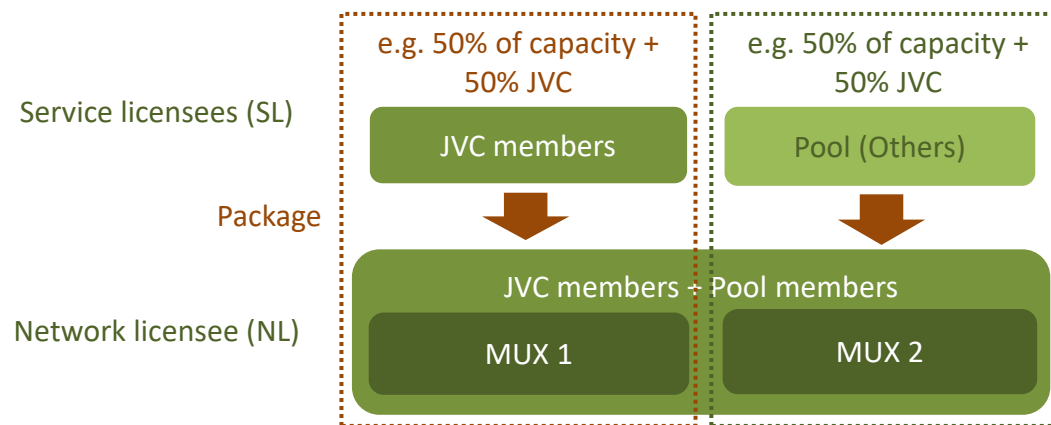 e.g. 50% of capacity +
50% JVC
e.g. 50% of capacity +
50% JVC
Service licensees (SL)
JVC members
Pool (Others)
Package
JVC members + Pool members
Network licensee (NL)
MUX 1
MUX 2